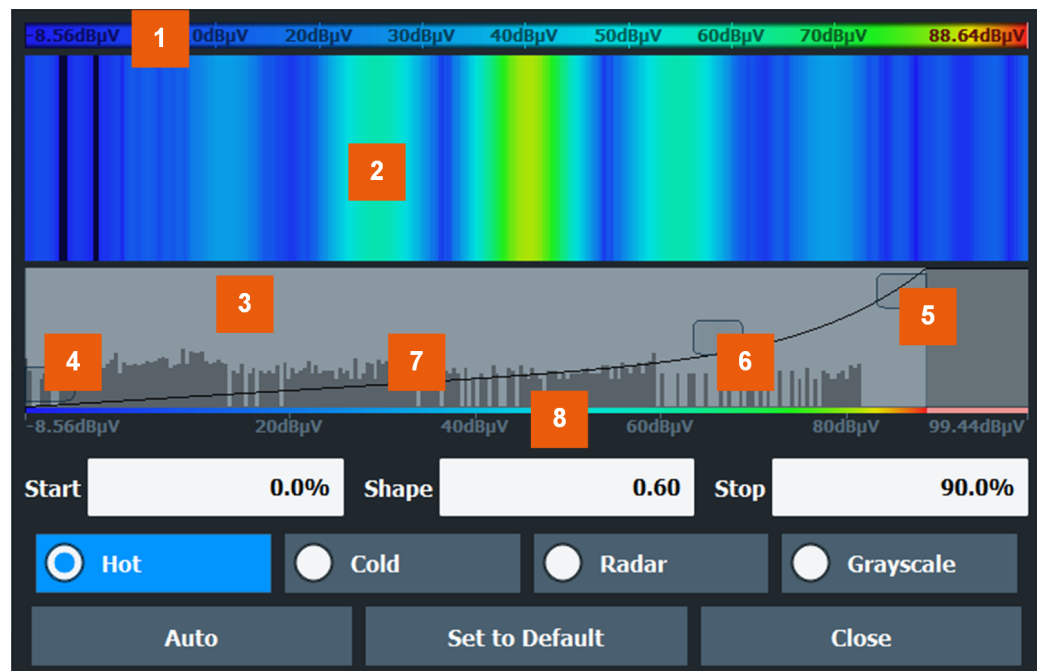 -8.56dBµV 1 0dBµV 20dBµV 30dBµV 40dBµV 50dBµV 60dBµV 70dBµV 88.64dBµV
2
3
5
4 7 6
8
-8.56dBµV 20dBµV 40dBµV 60dBµV 80dBµV 99.44dBµV
Start 0.0% Shape 0.60 Stop 90.0%
Hot Cold Radar Grayscale
Auto Set to Default Close